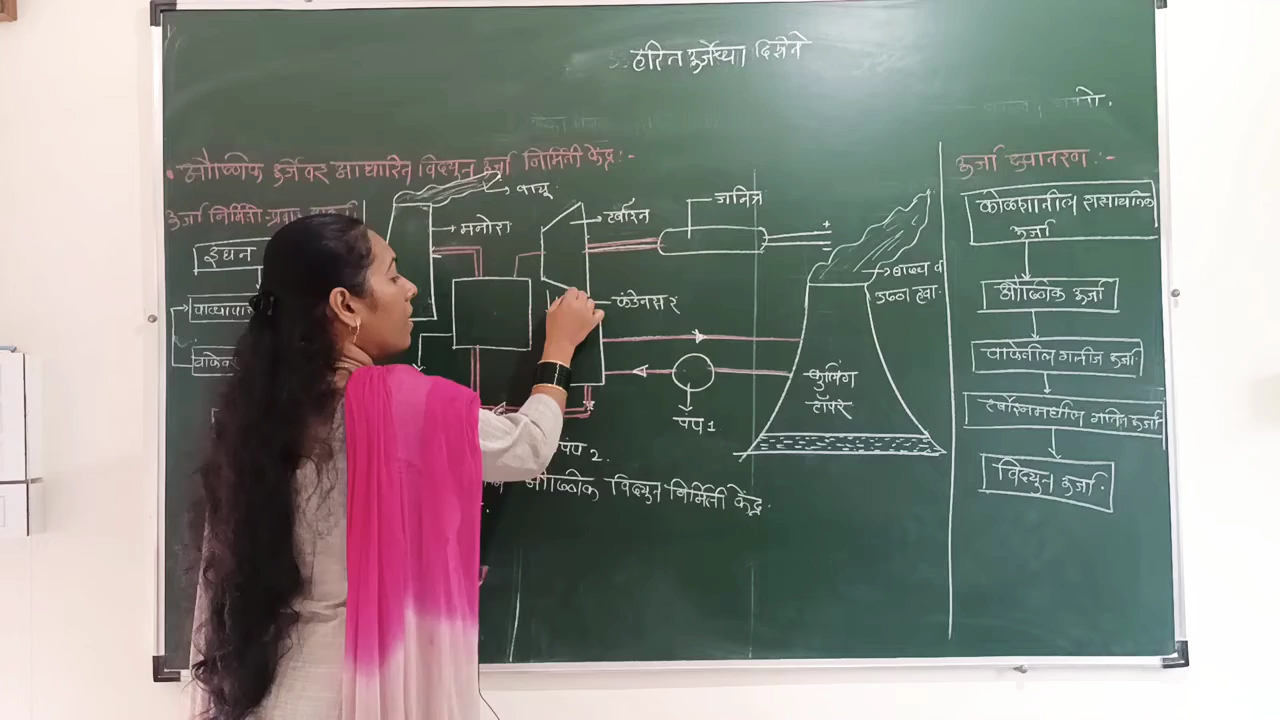 हरित ऊर्जेच्या दिशेने
• औष्णिक ऊर्जेवर आधारित विद्युत ऊर्जा निर्मिती केंद्र :-
ऊर्जा निर्मिती
इंधन
वायू
मनोरा
टर्बाइन
जनित्र
+
-
कंडेनसर
बाष्प व
उष्ण हवा.
कुलिंग
टॉवर
पंप 1
पंप 2.
औष्णिक विद्युत निर्मिती केंद्र.
ऊर्जा रूपांतरण :-
कोळशातील रासायनिक
ऊर्जा
औष्णिक ऊर्जा
वाफेतील गतीज ऊर्जा
टर्बाइनमधील गतिज ऊर्जा
विद्युत ऊर्जा.